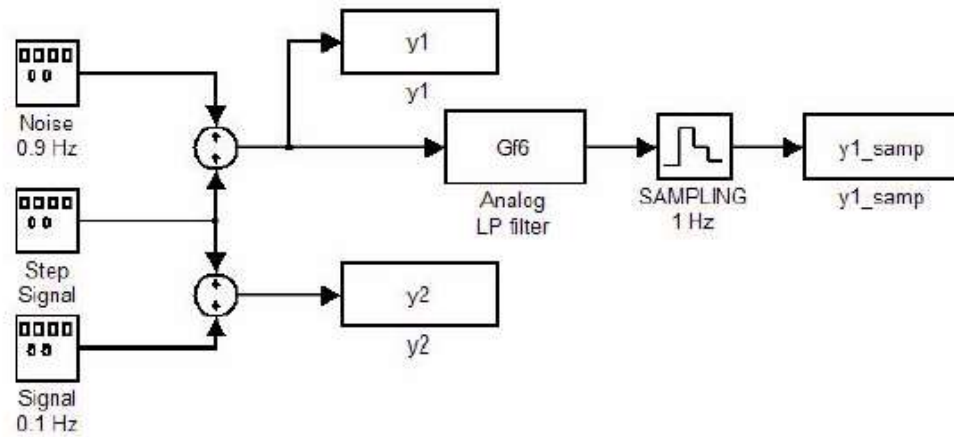 y1
y1
Noise
0.9 Hz
Gf6
Analog
LP filter
SAMPLING
1 Hz
y1_samp
y1_samp
Step
Signal
y2
y2
Signal
0.1 Hz